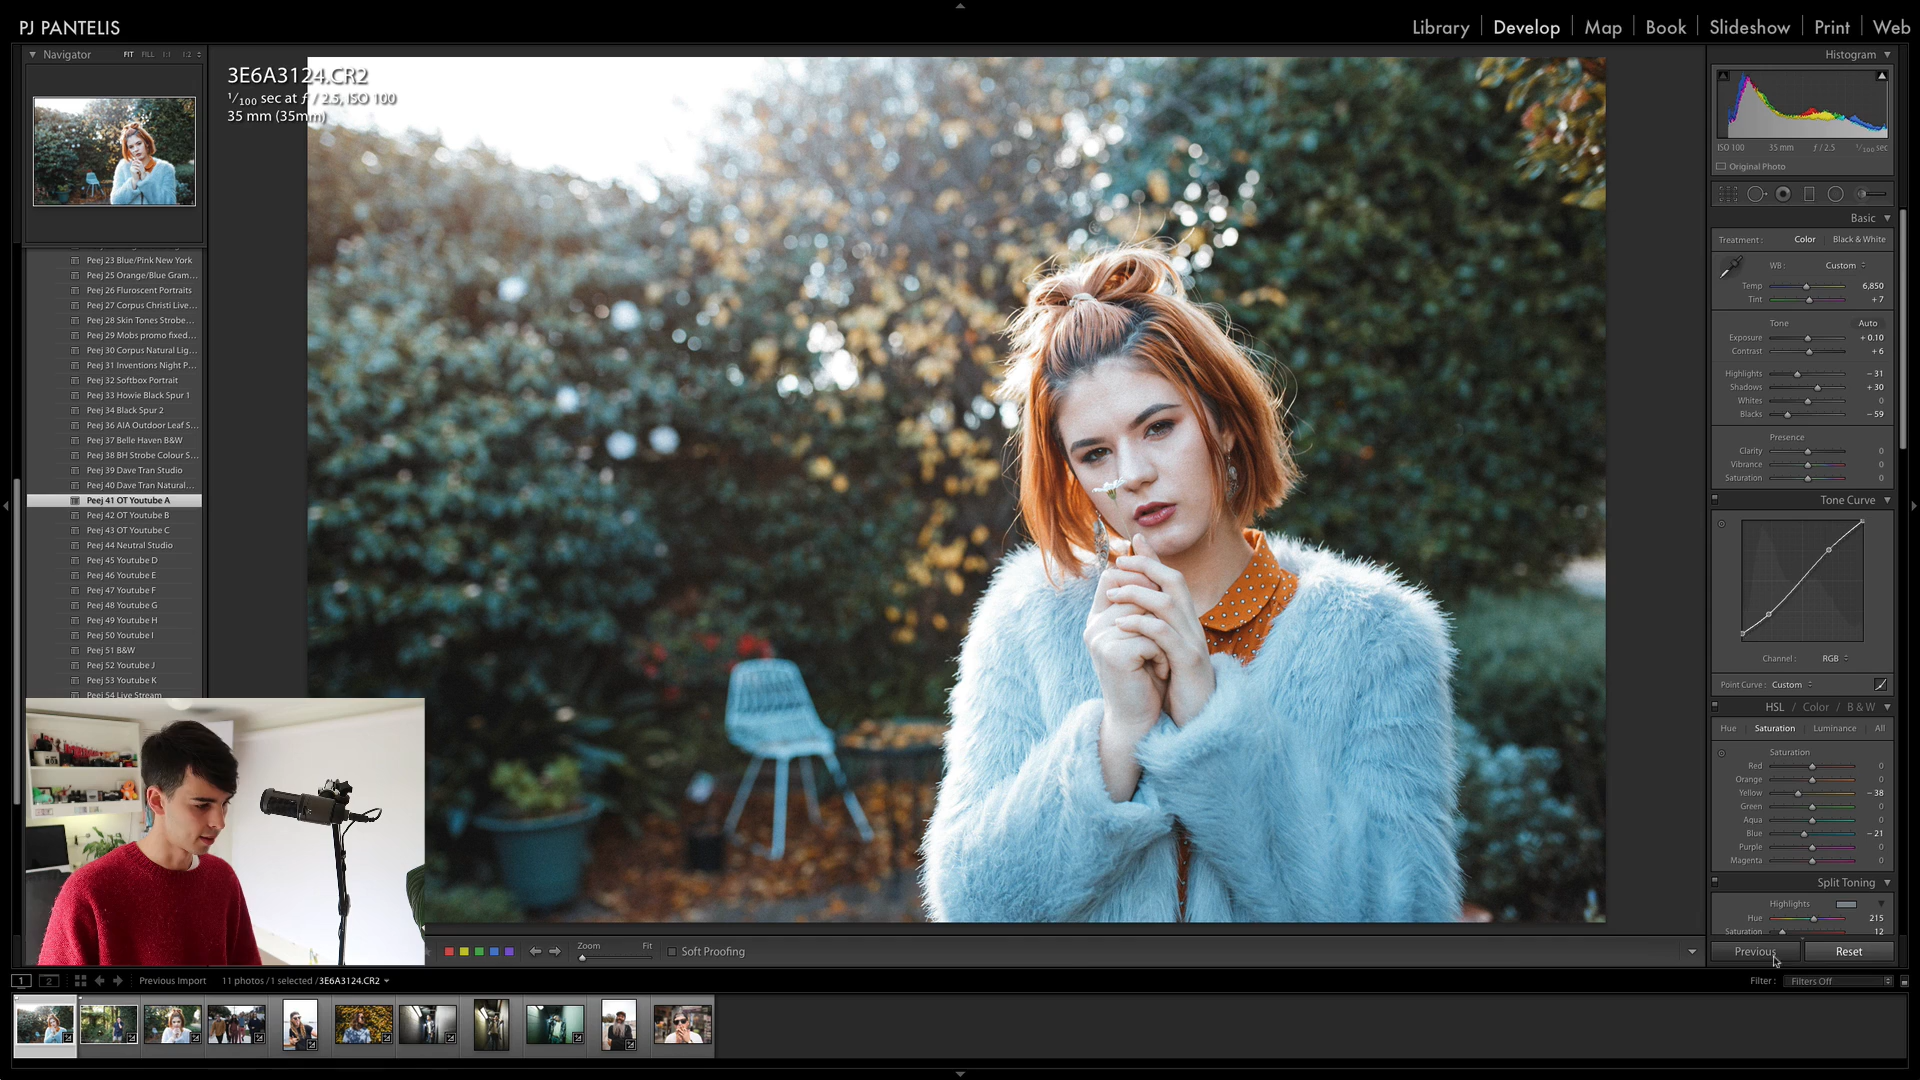 PJ PANTELIS
Library | Develop | Map | Book | Slideshow | Print | Web
Navigator FIT FILL 1:1 1:2
3E6A3124.CR2
1/100 sec at ƒ / 2.5, ISO 100
35 mm (35mm)
Peej 23 Blue/Pink New York
Peej 25 Orange/Blue Gram...
Peej 26 Fluroscent Portraits
Peej 27 Corpus Christi Live...
Peej 28 Skin Tones Strobe...
Peej 29 Mobs promo fixed...
Peej 30 Corpus Natural Lig...
Peej 31 Inventions Night P...
Peej 32 Softbox Portrait
Peej 33 Howie Black Spur 1
Peej 34 Black Spur 2
Peej 36 AIA Outdoor Leaf S...
Peej 37 Belle Haven B&W
Peej 38 BH Strobe Colour S...
Peej 39 Dave Tran Studio
Peej 40 Dave Tran Natural...
Peej 41 OT Youtube A
Peej 42 OT Youtube B
Peej 43 OT Youtube C
Peej 44 Neutral Studio
Peej 45 Youtube D
Peej 46 Youtube E
Peej 47 Youtube F
Peej 48 Youtube G
Peej 49 Youtube H
Peej 50 Youtube I
Peej 51 B&W
Peej 52 Youtube J
Peej 53 Youtube K
Peej 54 Live Stream
Histogram
ISO 100 35 mm ƒ / 2.5 1/100 sec
Original Photo
Basic
Treatment : Color | Black & White
WB : Custom
Temp 6,850
Tint + 7
Tone Auto
Exposure + 0.10
Contrast + 6
Highlights − 31
Shadows + 30
Whites 0
Blacks − 59
Presence
Clarity 0
Vibrance 0
Saturation 0
Tone Curve
Channel : RGB
Point Curve : Custom
HSL / Color / B & W
Hue Saturation Luminance All
Saturation
Red 0
Orange 0
Yellow − 38
Green 0
Aqua 0
Blue − 21
Purple 0
Magenta 0
Split Toning
Highlights
Hue 215
Saturation 12
Previous Reset
Zoom Fit Soft Proofing
1 2 Previous Import 11 photos / 1 selected / 3E6A3124.CR2 Filter : Filters Off